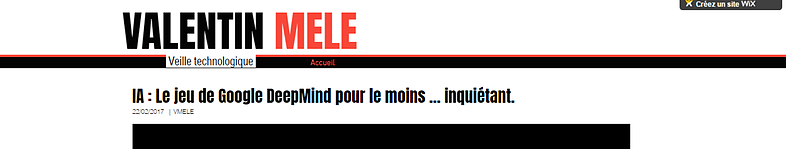 Créez un site WiX
VALENTIN MELE
Veille technologique
Accueil
IA : Le jeu de Google DeepMind pour le moins ... inquiétant.
22/02/2017 | VMELE